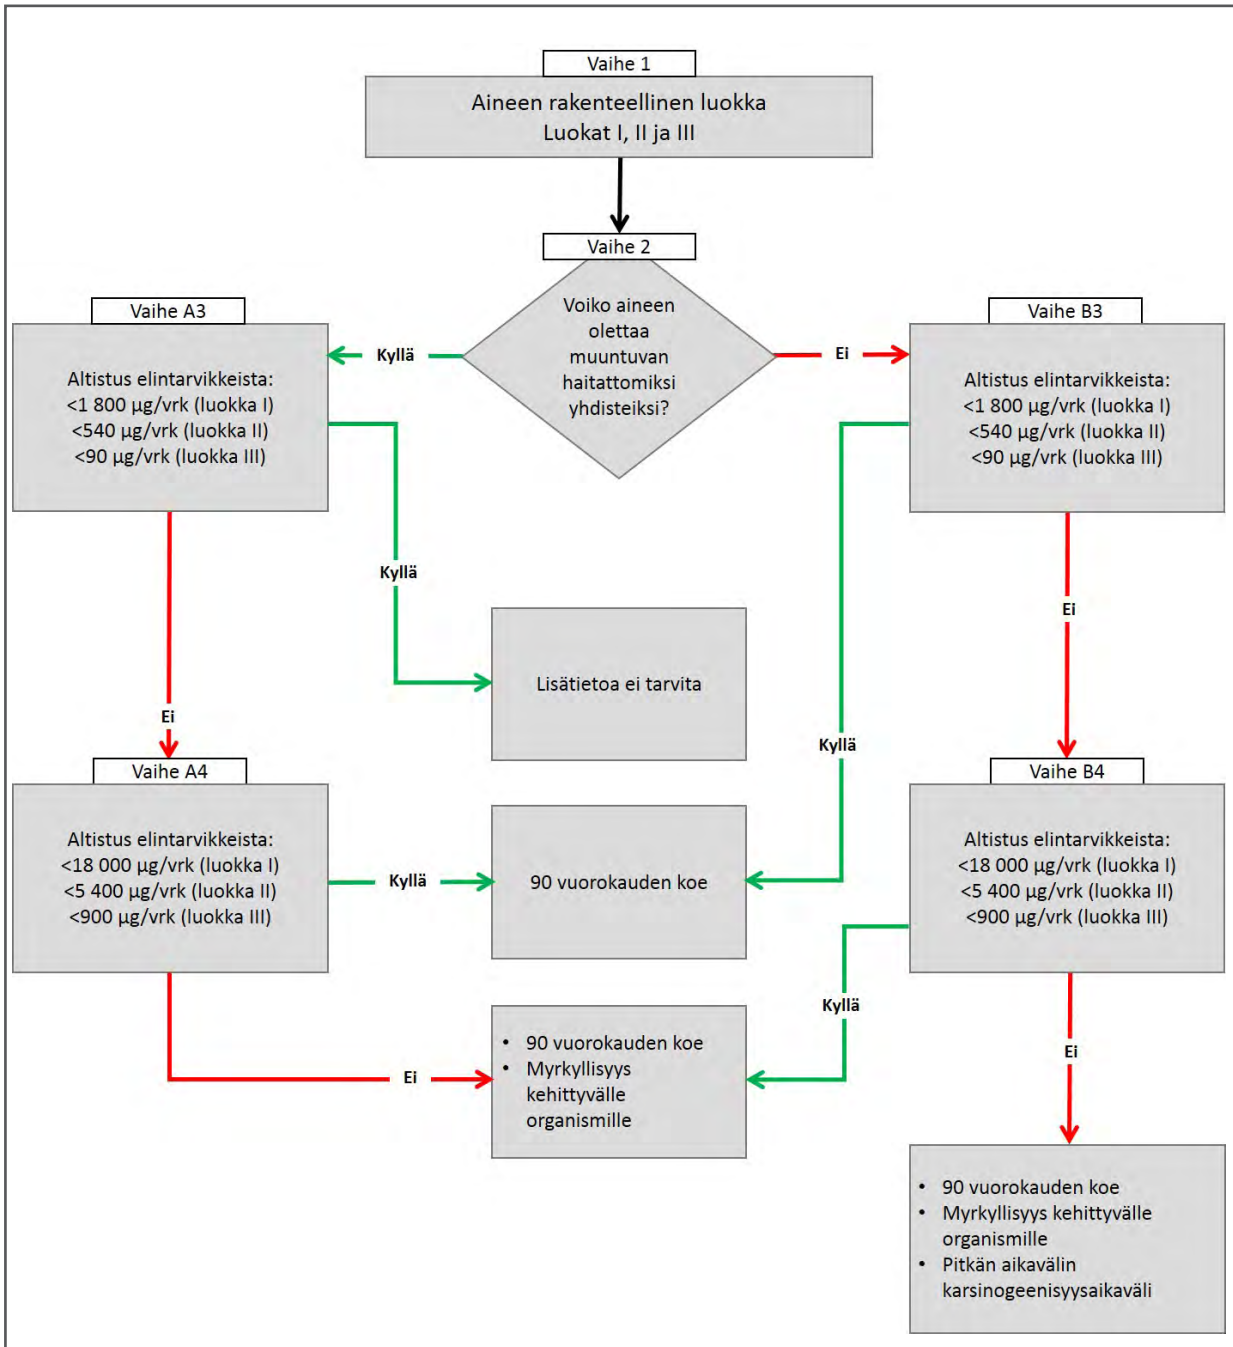 Vaihe 1
Aineen rakenteellinen luokka
Luokat I, II ja III
Vaihe 2
Voiko aineen
olettaa
muuntuvan
haitattomiksi
yhdisteiksi?
Kyllä
Ei
Vaihe A3
Altistus elintarvikkeista:
<1 800 µg/vrk (luokka I)
<540 µg/vrk (luokka II)
<90 µg/vrk (luokka III)
Vaihe B3
Altistus elintarvikkeista:
<1 800 µg/vrk (luokka I)
<540 µg/vrk (luokka II)
<90 µg/vrk (luokka III)
Kyllä
Ei
Lisätietoa ei tarvita
Ei
Kyllä
Vaihe A4
Altistus elintarvikkeista:
<18 000 µg/vrk (luokka I)
<5 400 µg/vrk (luokka II)
<900 µg/vrk (luokka III)
Kyllä
90 vuorokauden koe
Vaihe B4
Altistus elintarvikkeista:
<18 000 µg/vrk (luokka I)
<5 400 µg/vrk (luokka II)
<900 µg/vrk (luokka III)
Kyllä
Ei
Ei
• 90 vuorokauden koe
• Myrkyllisyys
kehittyvälle
organismille
• 90 vuorokauden koe
• Myrkyllisyys kehittyvälle
organismille
• Pitkän aikavälin
karsinogeenisyysaikaväli